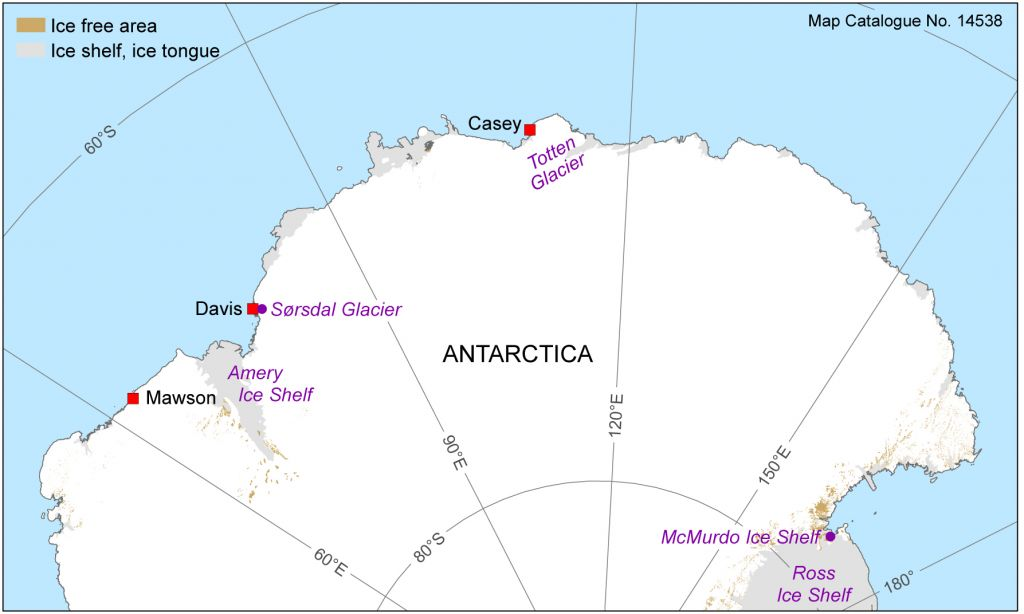 Ice free area
Ice shelf, ice tongue
Map Catalogue No. 14538
60°S
Casey
Totten
Glacier
Davis
Sørsdal Glacier
ANTARCTICA
Amery
Ice Shelf
Mawson
120°E
90°E
150°E
80°S
60°E
McMurdo Ice Shelf
Ross
Ice Shelf
180°